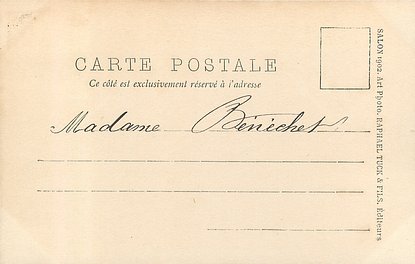 CARTE POSTALE
Ce côté est exclusivement réservé à l'adresse
Madame Bénéchet
SALON 1902. Art Photo. RAPHAEL TUCK & FILS, Éditeurs